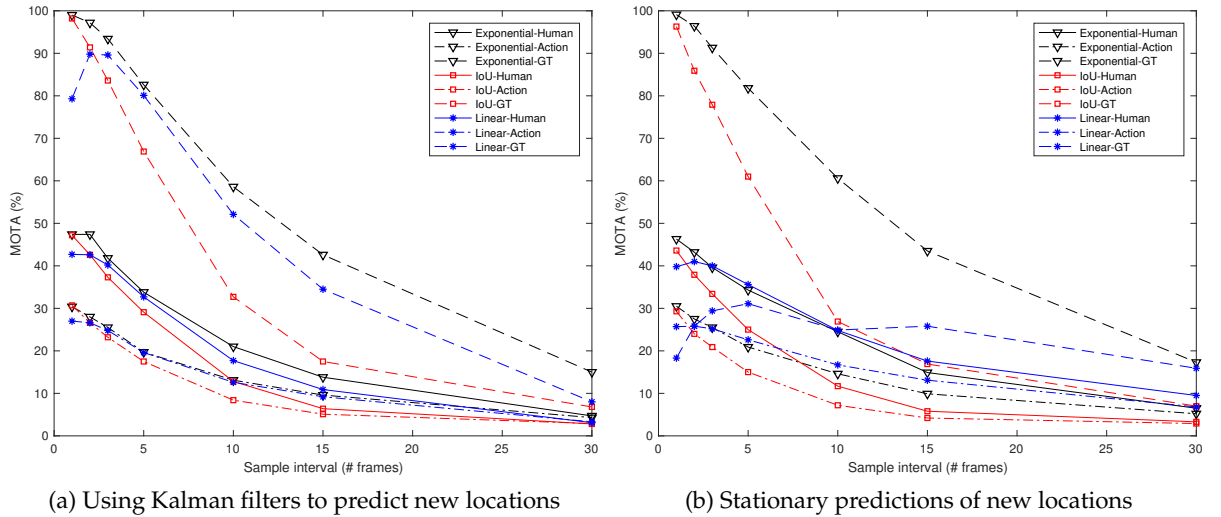 100
90
80
70
60
50
40
30
20
10
0
MOTA (%)
0 5 10 15 20 25 30
Sample interval (# frames)
Exponential-Human
Exponential-Action
Exponential-GT
IoU-Human
IoU-Action
IoU-GT
Linear-Human
Linear-Action
Linear-GT
(a) Using Kalman filters to predict new locations
100
90
80
70
60
50
40
30
20
10
0
MOTA (%)
0 5 10 15 20 25 30
Sample interval (# frames)
Exponential-Human
Exponential-Action
Exponential-GT
IoU-Human
IoU-Action
IoU-GT
Linear-Human
Linear-Action
Linear-GT
(b) Stationary predictions of new locations